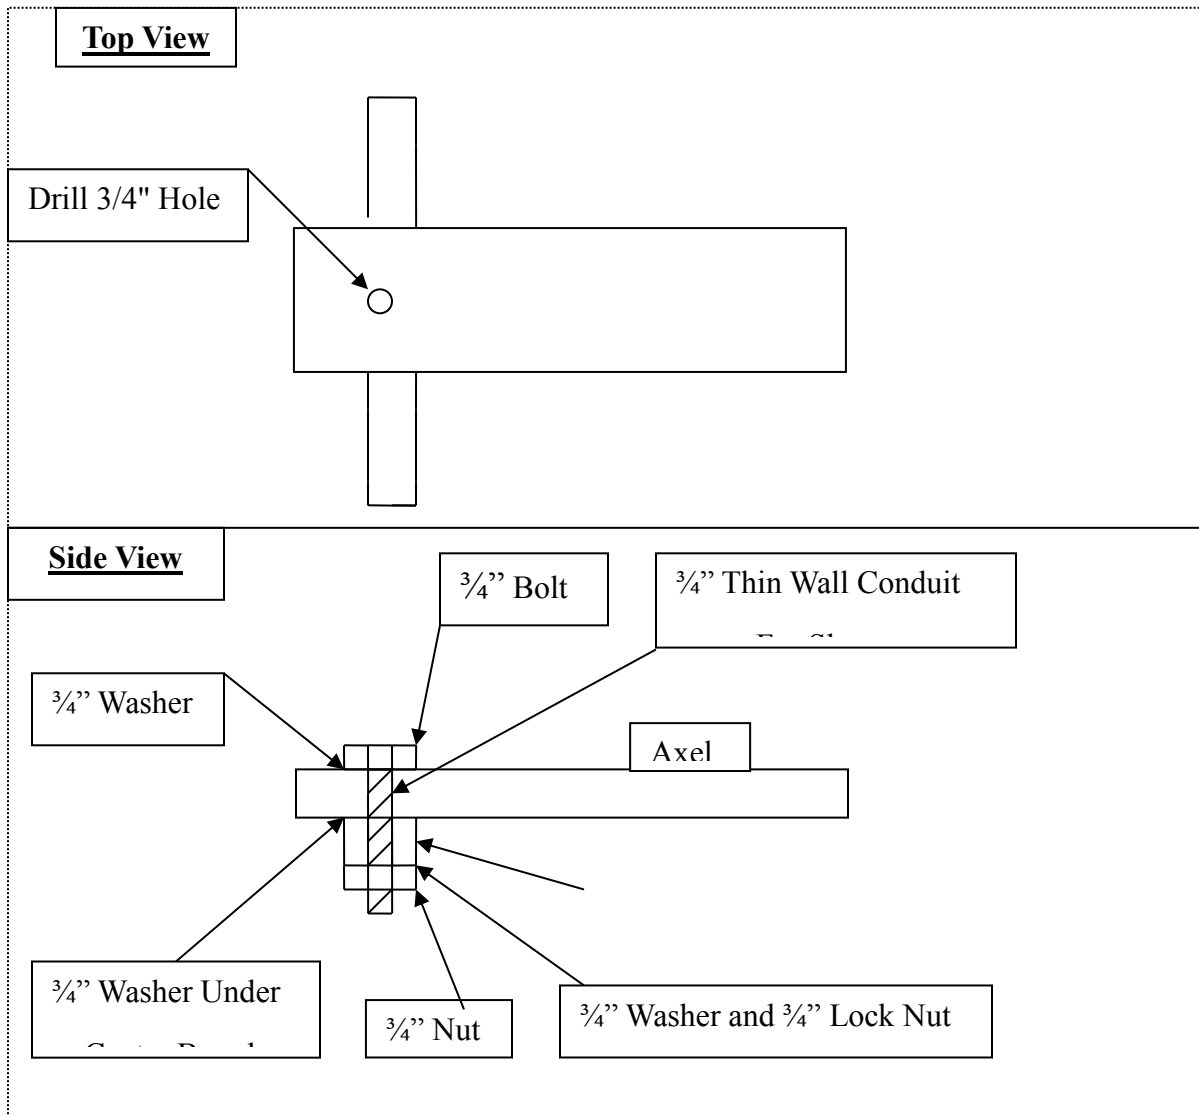 Top View
Drill 3/4" Hole
Side View
¾” Bolt
¾” Thin Wall Conduit
¾” Washer
Axel
¾” Washer Under
¾” Nut
¾” Washer and ¾” Lock Nut